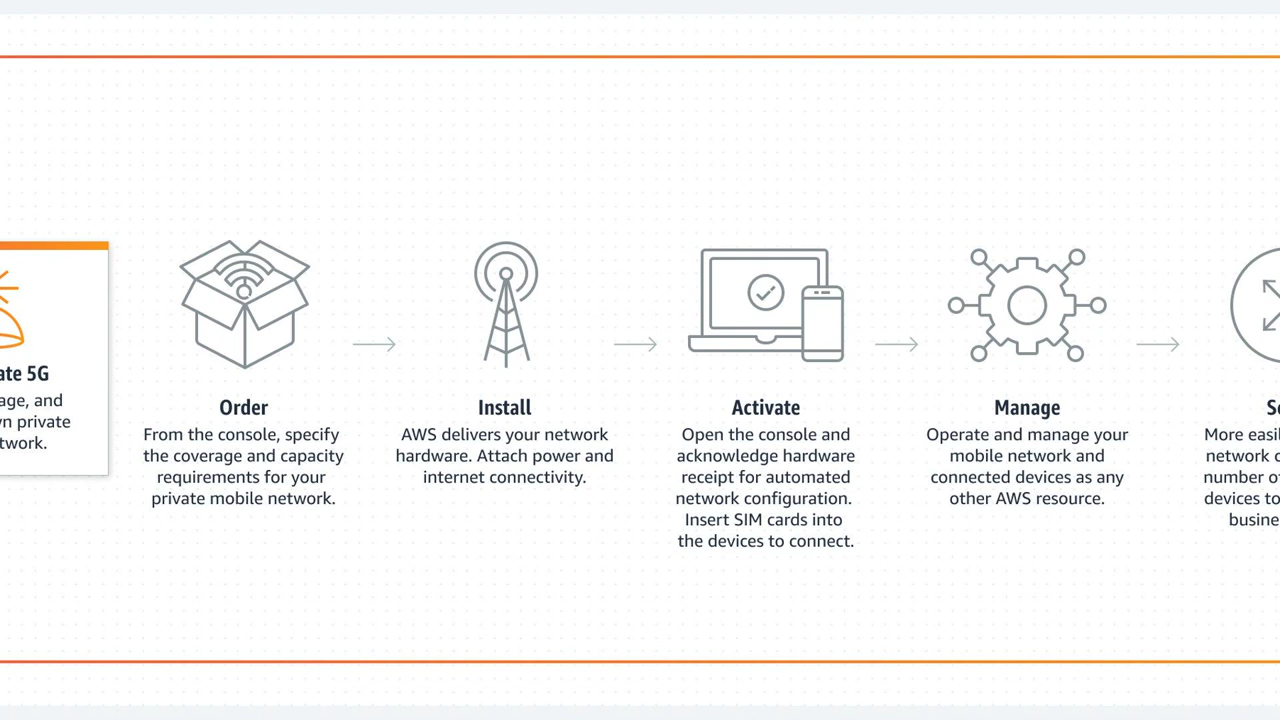 ate 5G
age, and
n private
twork.
Order
From the console, specify
the coverage and capacity
requirements for your
private mobile network.
Install
AWS delivers your network
hardware. Attach power and
internet connectivity.
Activate
Open the console and
acknowledge hardware
receipt for automated
network configuration.
Insert SIM cards into
the devices to connect.
Manage
Operate and manage your
mobile network and
connected devices as any
other AWS resource.
More easil
network
number of
devices to
busine